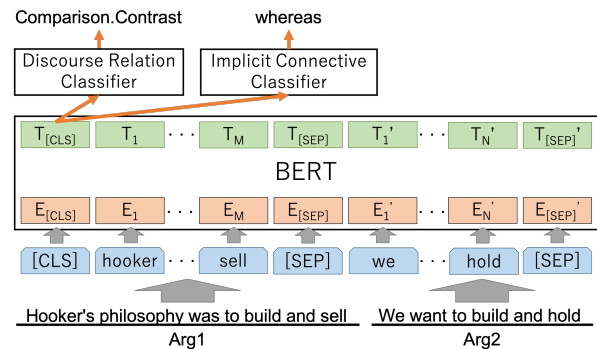 Comparison.Contrast whereas
Discourse Relation Classifier
Implicit Connective Classifier
T[CLS] T1 · · · TM T[SEP] T1' · · · TN' T[SEP]'
BERT
E[CLS] E1 · · · EM E[SEP] E1' · · · EN' E[SEP]'
[CLS] hooker · · · sell [SEP] we · · · hold [SEP]
Hooker's philosophy was to build and sell We want to build and hold
Arg1 Arg2